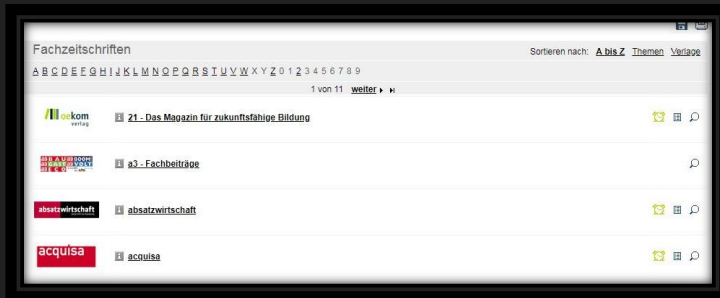 Fachzeitschriften
Sortieren nach: A bis Z Themen Verlage
A B C D E F G H I J K L M N O P Q R S T U V W X Y Z 0 1 2 3 4 5 6 7 8 9
1 von 11 weiter
oekom verlag
21 - Das Magazin für zukunftsfähige Bildung
a3 - Fachbeiträge
absatzwirtschaft
absatzwirtschaft
acquisa
acquisa